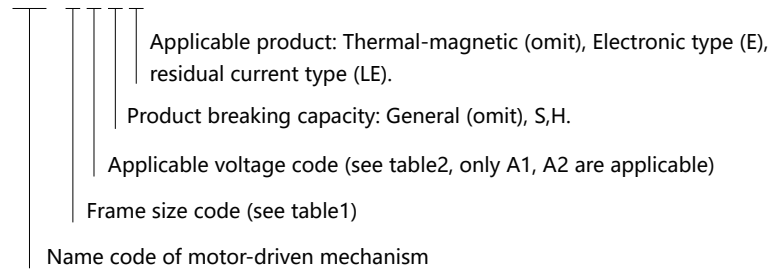 Applicable product: Thermal-magnetic (omit), Electronic type (E),
residual current type (LE).
Product breaking capacity: General (omit), S,H.
Applicable voltage code (see table2, only A1, A2 are applicable)
Frame size code (see table1)
Name code of motor-driven mechanism